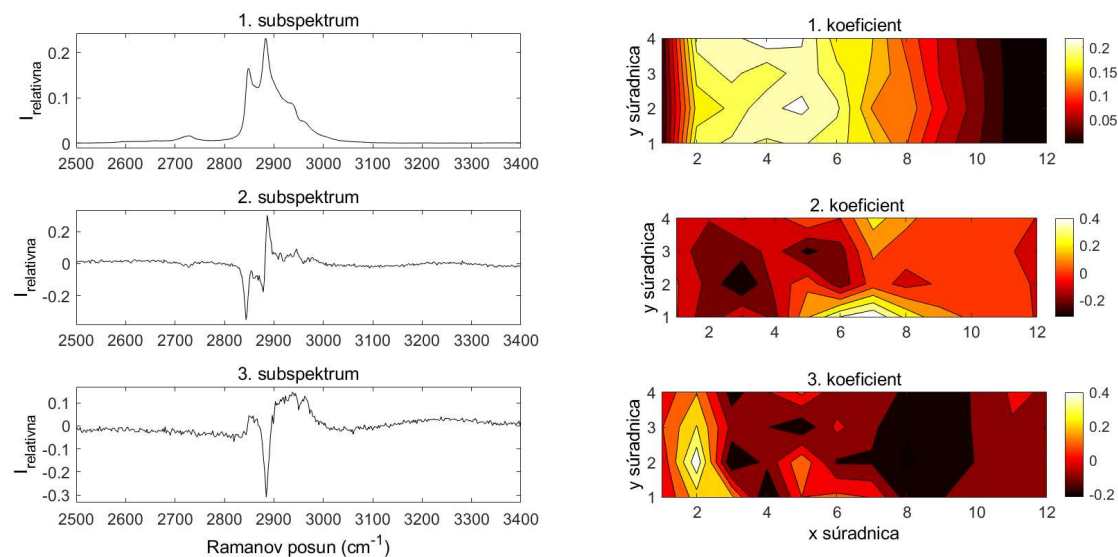 1. subspektrum
I_relativna
0.2
0.1
0
2500 2600 2700 2800 2900 3000 3100 3200 3300 3400
1. koeficient
y súradnica
4
3
2
1
2 4 6 8 10 12
0.2
0.15
0.1
0.05
2. subspektrum
I_relativna
0.2
0
-0.2
2500 2600 2700 2800 2900 3000 3100 3200 3300 3400
2. koeficient
y súradnica
4
3
2
1
2 4 6 8 10 12
0.4
0.2
0
-0.2
3. subspektrum
I_relativna
0.1
0
-0.1
-0.2
-0.3
2500 2600 2700 2800 2900 3000 3100 3200 3300 3400
Ramanov posun (cm⁻¹)
3. koeficient
y súradnica
4
3
2
1
2 4 6 8 10 12
x súradnica
0.4
0.2
0
-0.2